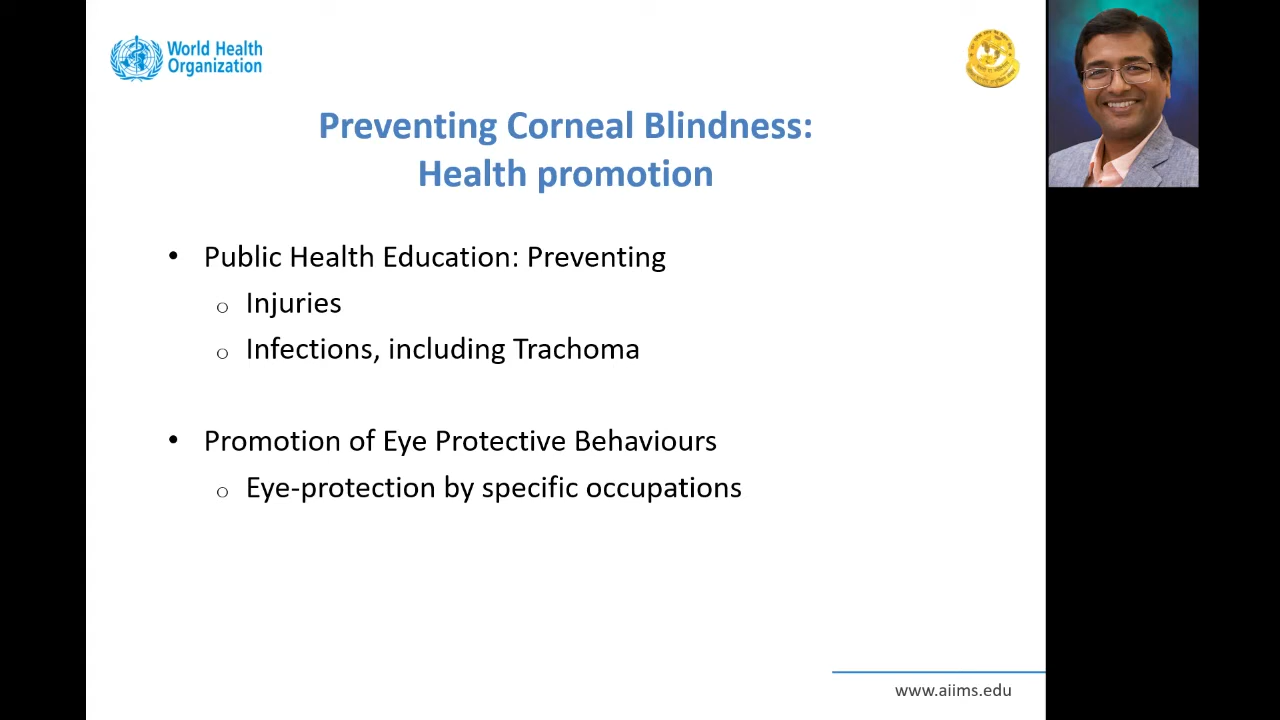 World Health
Organization
Preventing Corneal Blindness:
Health promotion
• Public Health Education: Preventing
o Injuries
o Infections, including Trachoma
• Promotion of Eye Protective Behaviours
o Eye-protection by specific occupations
www.aiims.edu